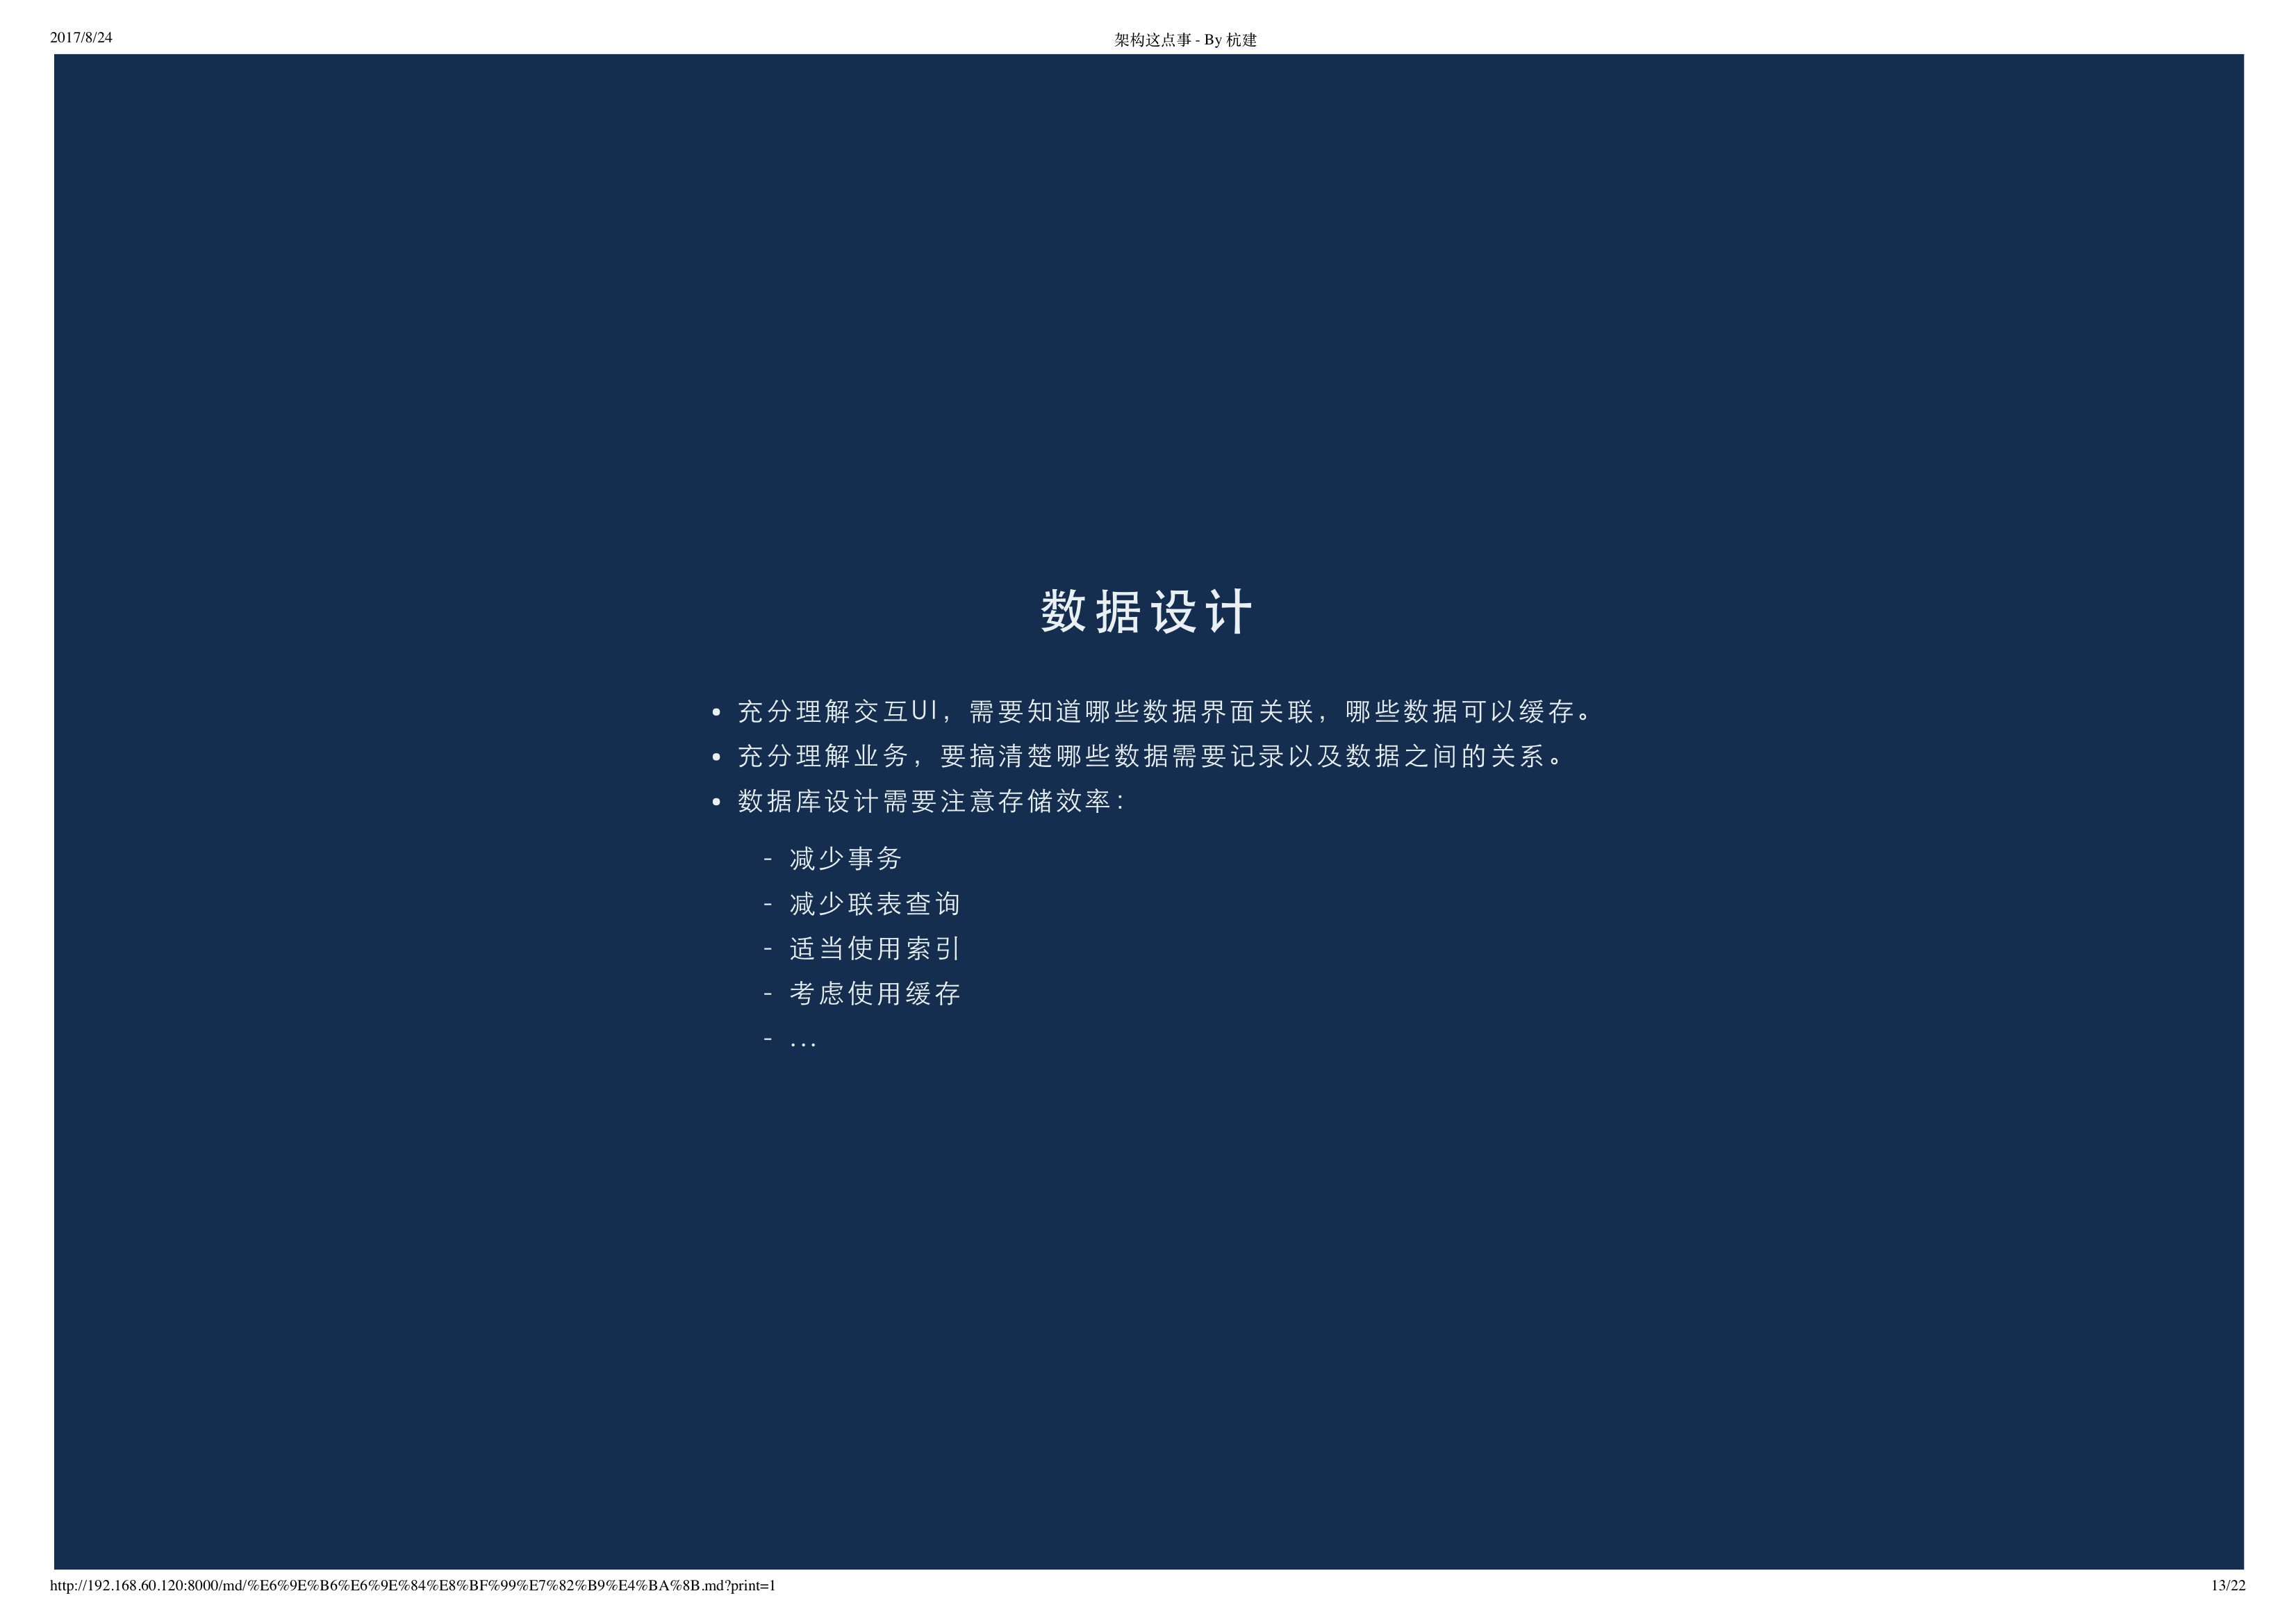 2017/8/24
架构这点事 - By 杭建
数据设计
• 充分理解交互UI，需要知道哪些数据界面关联，哪些数据可以缓存。
• 充分理解业务，要搞清楚哪些数据需要记录以及数据之间的关系。
• 数据库设计需要注意存储效率：
- 减少事务
- 减少联表查询
- 适当使用索引
- 考虑使用缓存
- ...
http://192.168.60.120:8000/md/%E6%9E%B6%E6%9E%84%E8%BF%99%E7%82%B9%E4%BA%8B.md?print=1
13/22